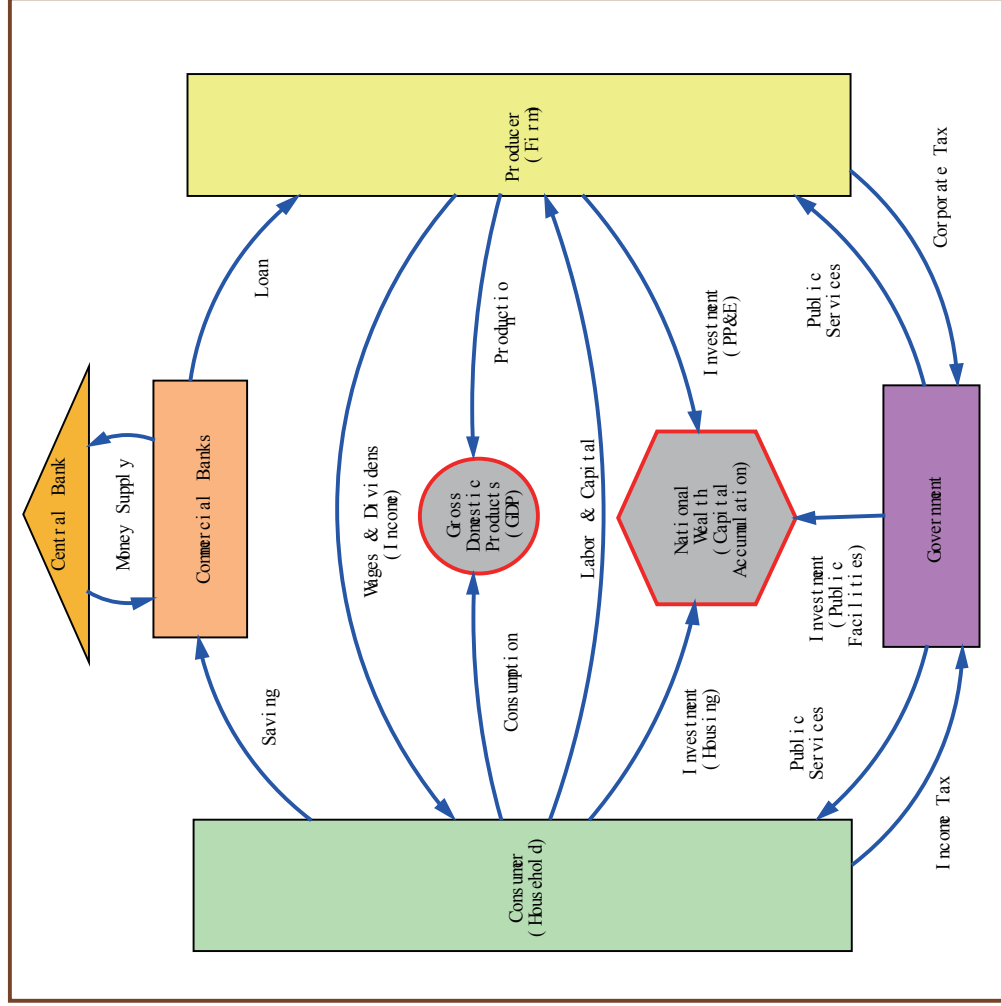 Central Bank
Money Supply
Commercial Banks
Saving
Loan
Wages & Dividens
(Income)
Consumption
Gross
Domestic
Products
(GDP)
Productio
n
Consumer
(Household)
Producer
(Firm)
Labor & Capital
Investment
(Housing)
National
Wealth
(Capital
Accumulation)
Investment
(PP&E)
Public
Services
Investment
(Public
Facilities)
Public
Services
Income Tax
Government
Corporate Tax